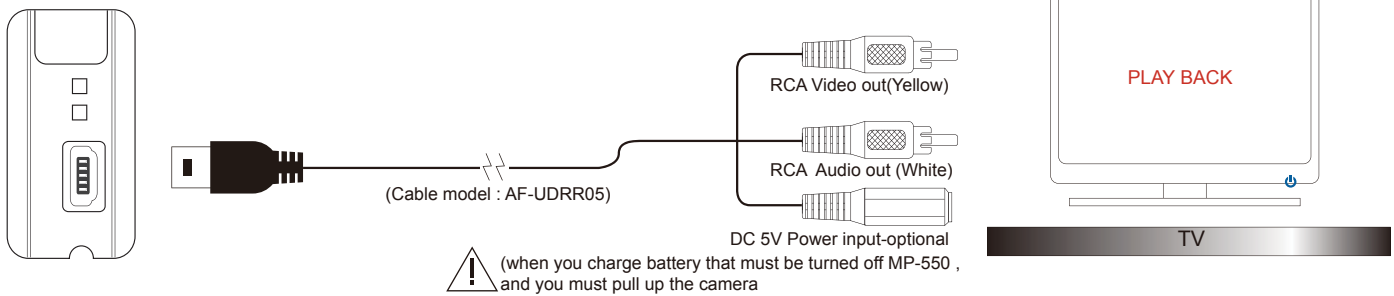 PLAY BACK
RCA Video out(Yellow)
RCA  Audio out (White)
(Cable model : AF-UDRR05)
DC 5V Power input-optional
TV
(when you charge battery that must be turned off MP-550 ,
and you must pull up the camera